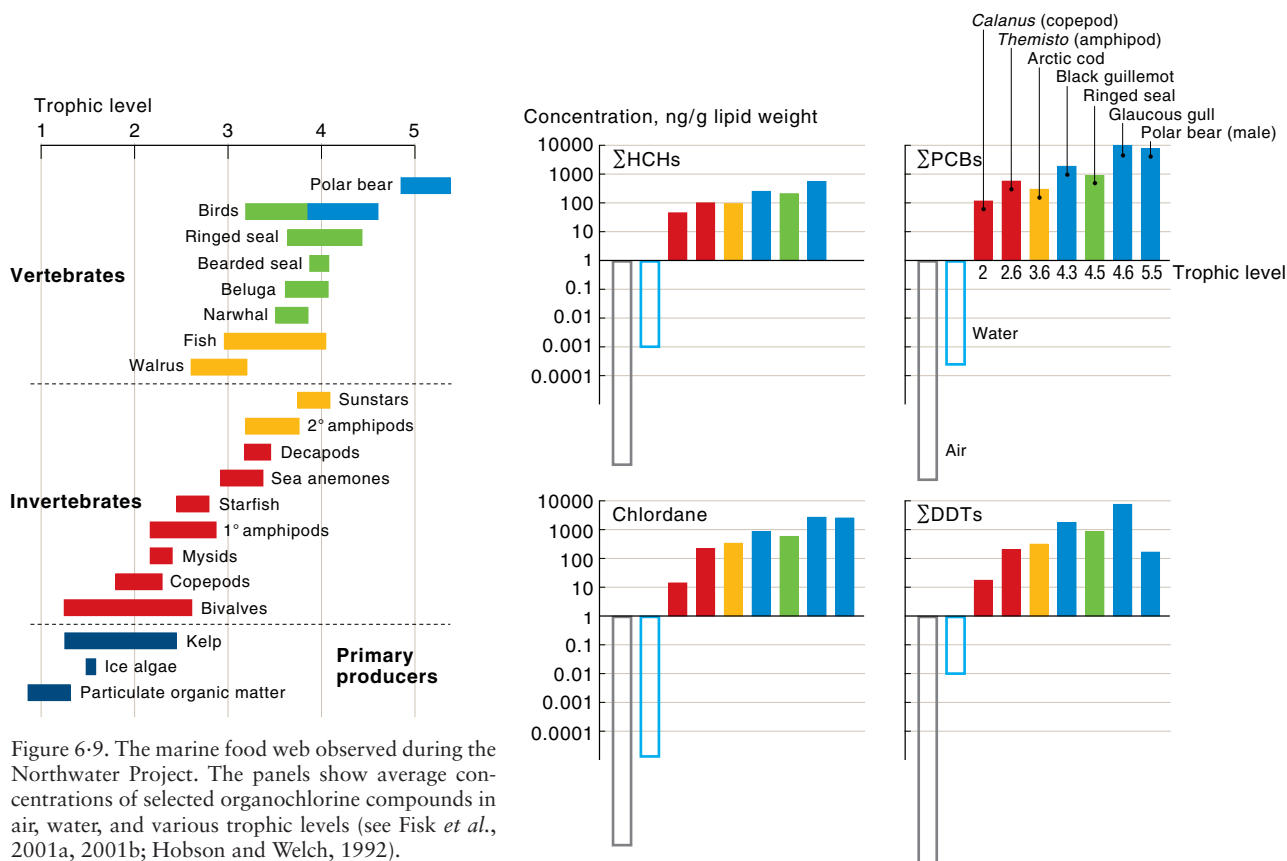 Trophic level
1 2 3 4 5
Polar bear
Birds
Ringed seal
Bearded seal
Vertebrates
Beluga
Narwhal
Fish
Walrus
Sunstars
2° amphipods
Decapods
Sea anemones
Invertebrates
Starfish
1° amphipods
Mysids
Copepods
Bivalves
Kelp
Ice algae
Primary
producers
Particulate organic matter
Figure 6·9. The marine food web observed during the
Northwater Project. The panels show average con-
centrations of selected organochlorine compounds in
air, water, and various trophic levels (see Fisk et al.,
2001a, 2001b; Hobson and Welch, 1992).
Concentration, ng/g lipid weight
10000
1000
100
10
1
0.1
0.01
0.001
0.0001
∑HCHs
Calanus (copepod)
Themisto (amphipod)
Arctic cod
Black guillemot
Ringed seal
Glaucous gull
Polar bear (male)
∑PCBs
2 2.6 3.6 4.3 4.5 4.6 5.5 Trophic level
Water
Air
10000
1000
100
10
1
0.1
0.01
0.001
0.0001
Chlordane
∑DDTs